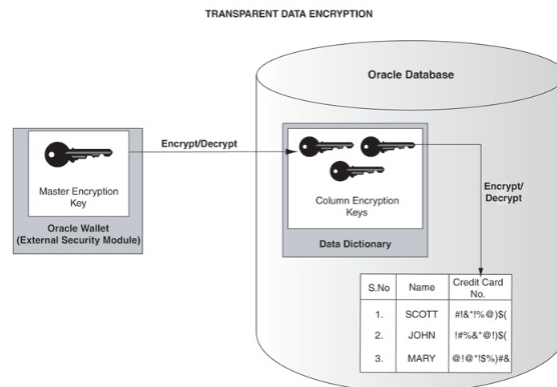 TRANSPARENT DATA ENCRYPTION
Oracle Database
Encrypt/Decrypt
Master Encryption
Key
Oracle Wallet
(External Security Module)
Column Encryption
Keys
Data Dictionary
Encrypt/
Decrypt
S.No Name Credit Card
No.
1. SCOTT #!&*!%@)$(
2. JOHN !#%&*@!)$(
3. MARY @!@*!$%)#&